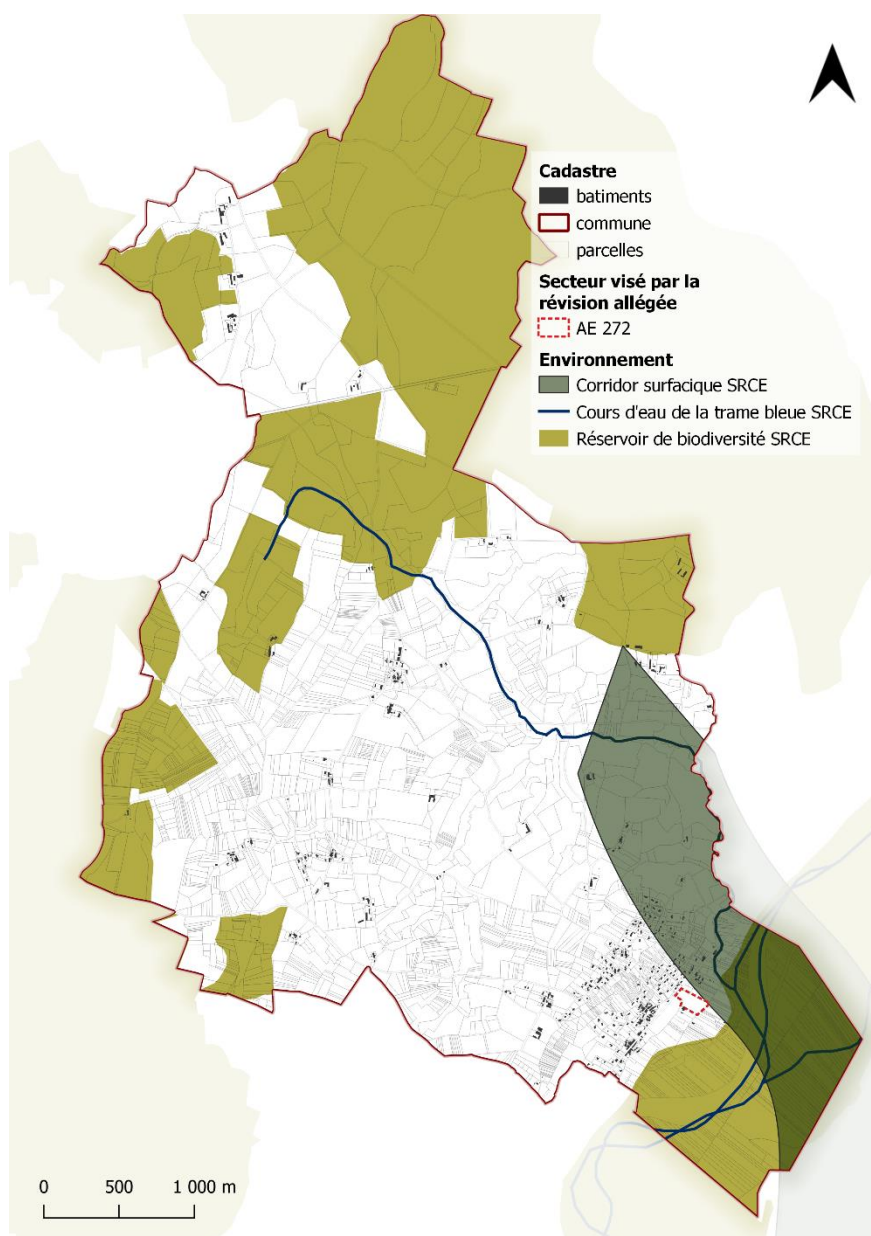 Cadastre
batiments
commune
parcelles
Secteur visé par la
révision allégée
AE 272
Environnement
Corridor surfacique SRCE
Cours d'eau de la trame bleue SRCE
Réservoir de biodiversité SRCE
0 500 1 000 m